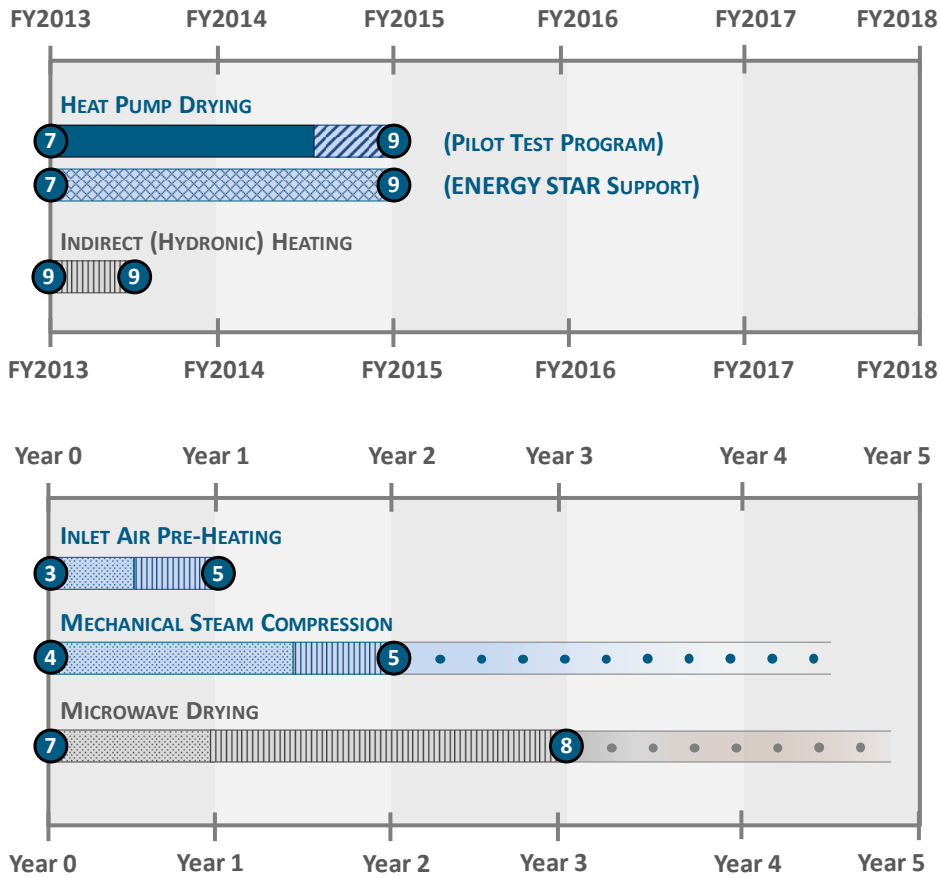 FY2013 FY2014 FY2015 FY2016 FY2017 FY2018
HEAT PUMP DRYING
7 9 (PILOT TEST PROGRAM)
7 9 (ENERGY STAR SUPPORT)
INDIRECT (HYDRONIC) HEATING
9 9
FY2013 FY2014 FY2015 FY2016 FY2017 FY2018
Year 0 Year 1 Year 2 Year 3 Year 4 Year 5
INLET AIR PRE-HEATING
3 5
MECHANICAL STEAM COMPRESSION
4 5
MICROWAVE DRYING
7 8
Year 0 Year 1 Year 2 Year 3 Year 4 Year 5